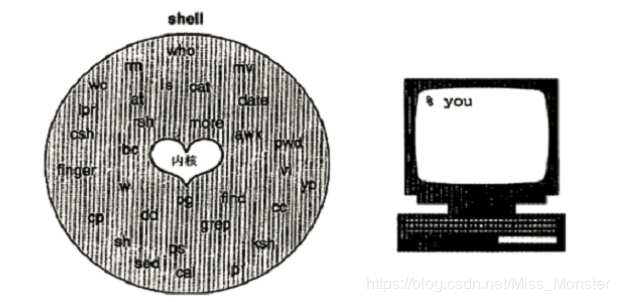 shell
who
rm mv
wc ls cat
at date
lpr
rsh more
csh awk
pwd
bc 内核
finger vi
w yp
pg find
cp dd cc
grep
sh ps ksh
sed cal lp
% you
https://blog.csdn.net/Miss_Monster